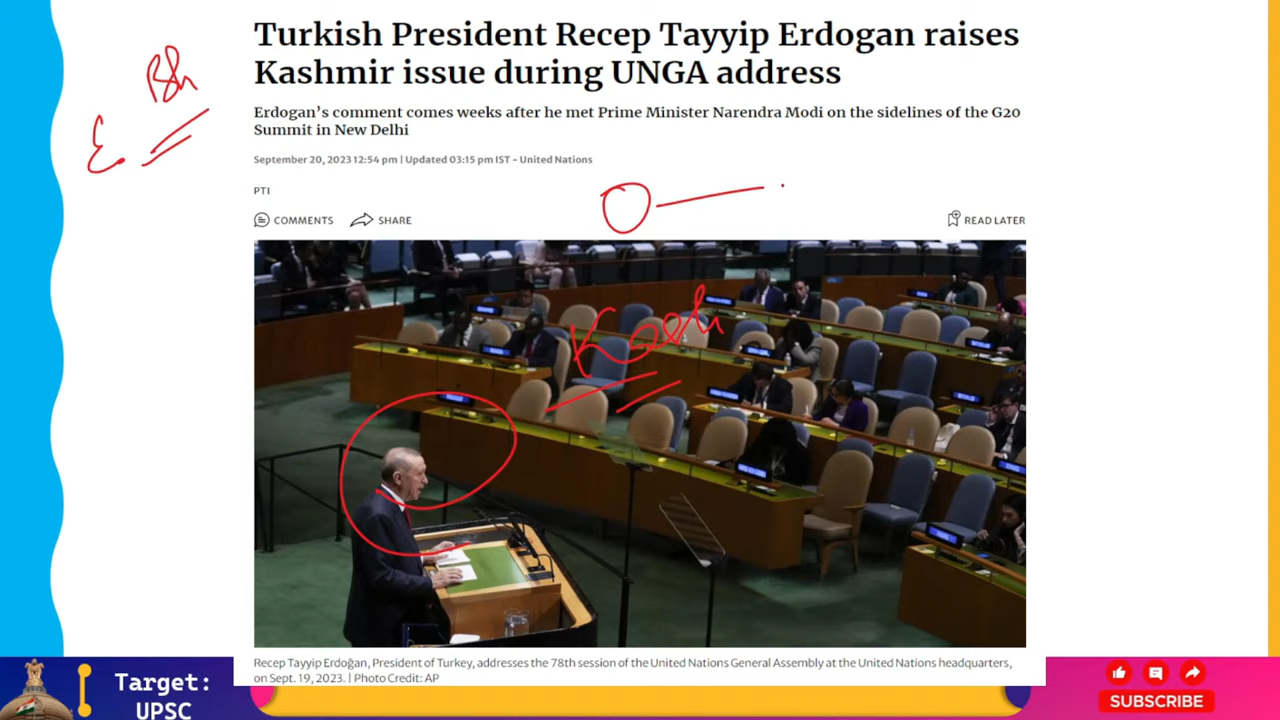 Turkish President Recep Tayyip Erdogan raises
Kashmir issue during UNGA address
Erdogan's comment comes weeks after he met Prime Minister Narendra Modi on the sidelines of the G20
Summit in New Delhi
September 20, 2023 12:54 pm | Updated 03:15 pm IST - United Nations
PTI
COMMENTS SHARE READ LATER
Kash
Recep Tayyip Erdoğan, President of Turkey, addresses the 78th session of the United Nations General Assembly at the United Nations headquarters,
on Sept. 19, 2023. | Photo Credit: AP
Target:
UPSC
SUBSCRIBE